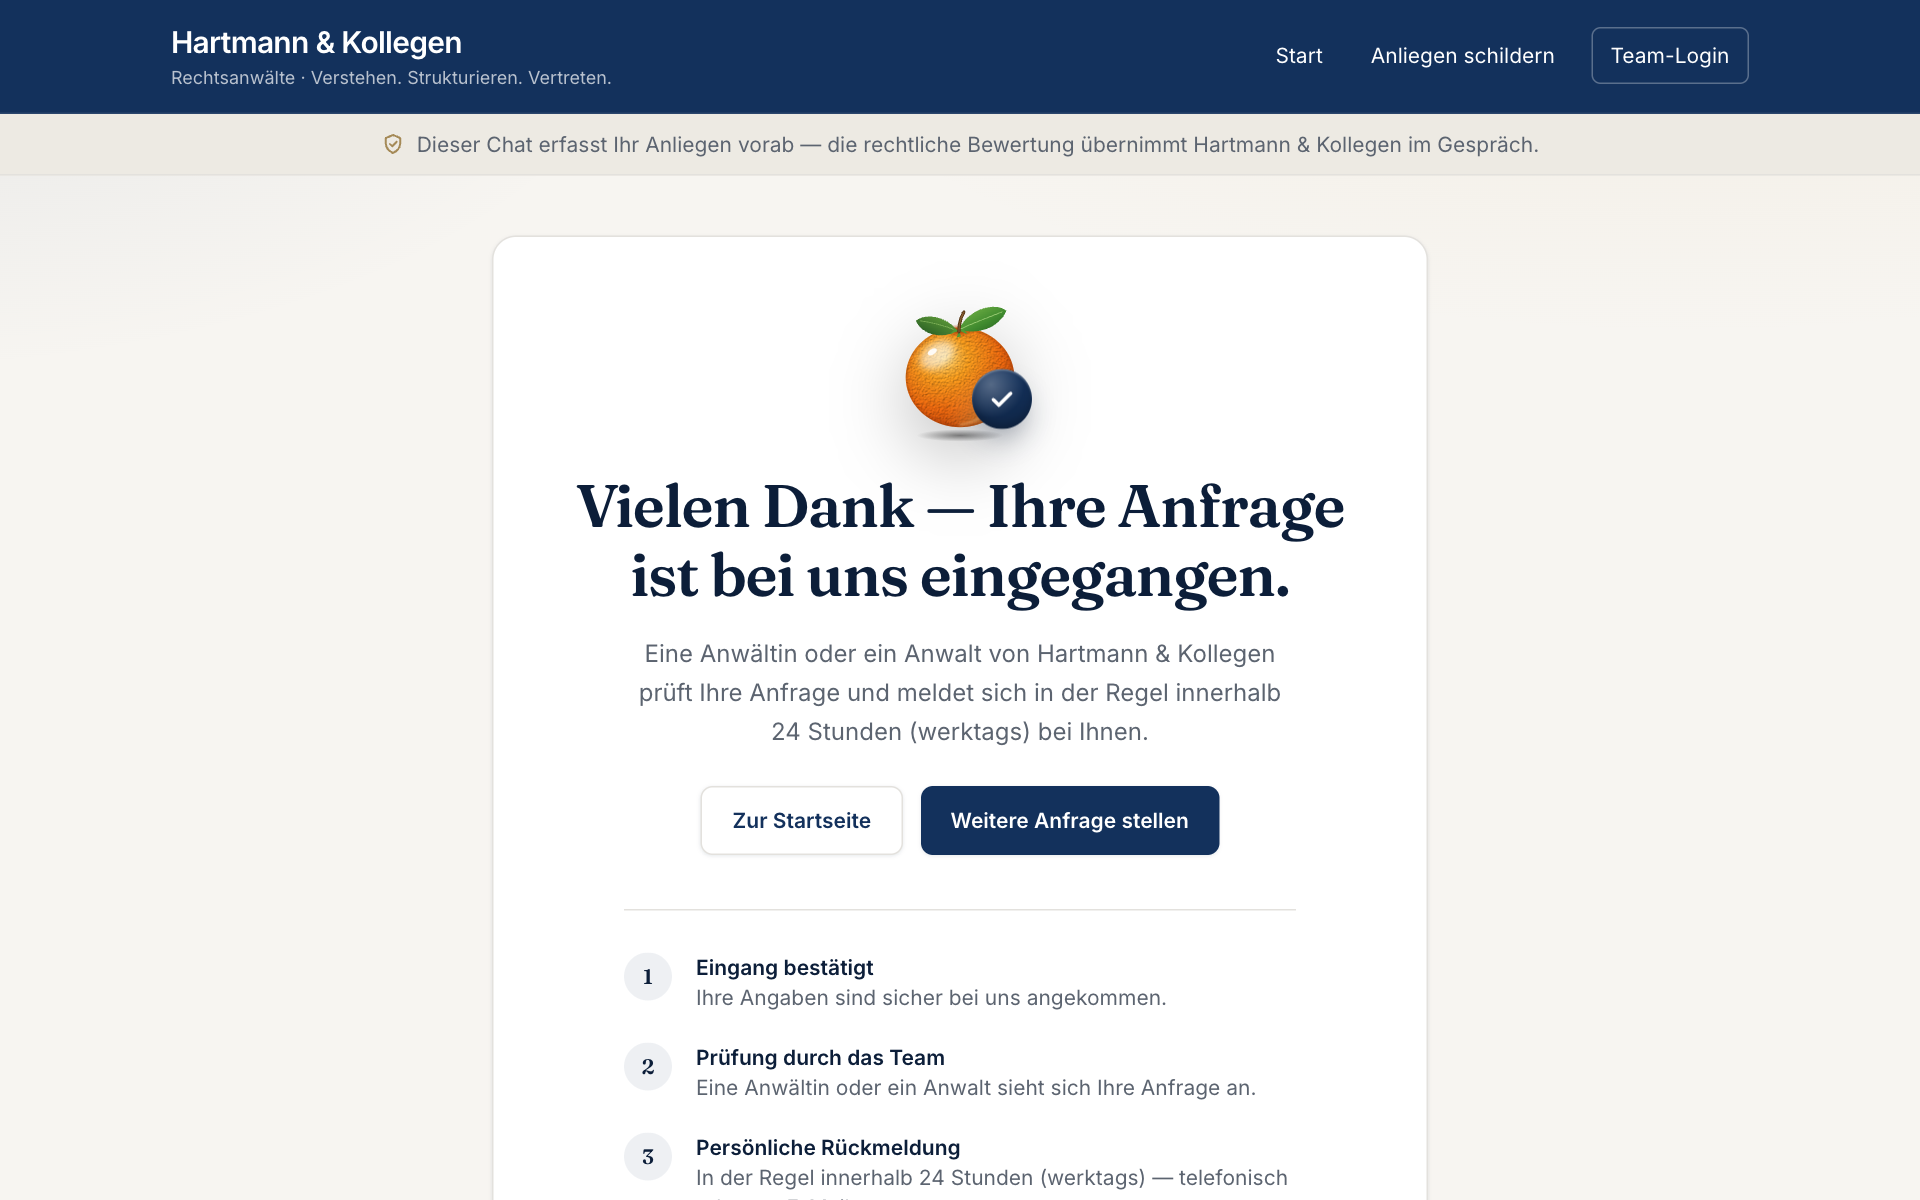 Hartmann & Kollegen
Rechtsanwälte · Verstehen. Strukturieren. Vertreten.
Start
Anliegen schildern
Team-Login
Dieser Chat erfasst Ihr Anliegen vorab — die rechtliche Bewertung übernimmt Hartmann & Kollegen im Gespräch.
Vielen Dank — Ihre Anfrage
ist bei uns eingegangen.
Eine Anwältin oder ein Anwalt von Hartmann & Kollegen
prüft Ihre Anfrage und meldet sich in der Regel innerhalb
24 Stunden (werktags) bei Ihnen.
Zur Startseite
Weitere Anfrage stellen
1
Eingang bestätigt
Ihre Angaben sind sicher bei uns angekommen.
2
Prüfung durch das Team
Eine Anwältin oder ein Anwalt sieht sich Ihre Anfrage an.
3
Persönliche Rückmeldung
In der Regel innerhalb 24 Stunden (werktags) — telefonisch